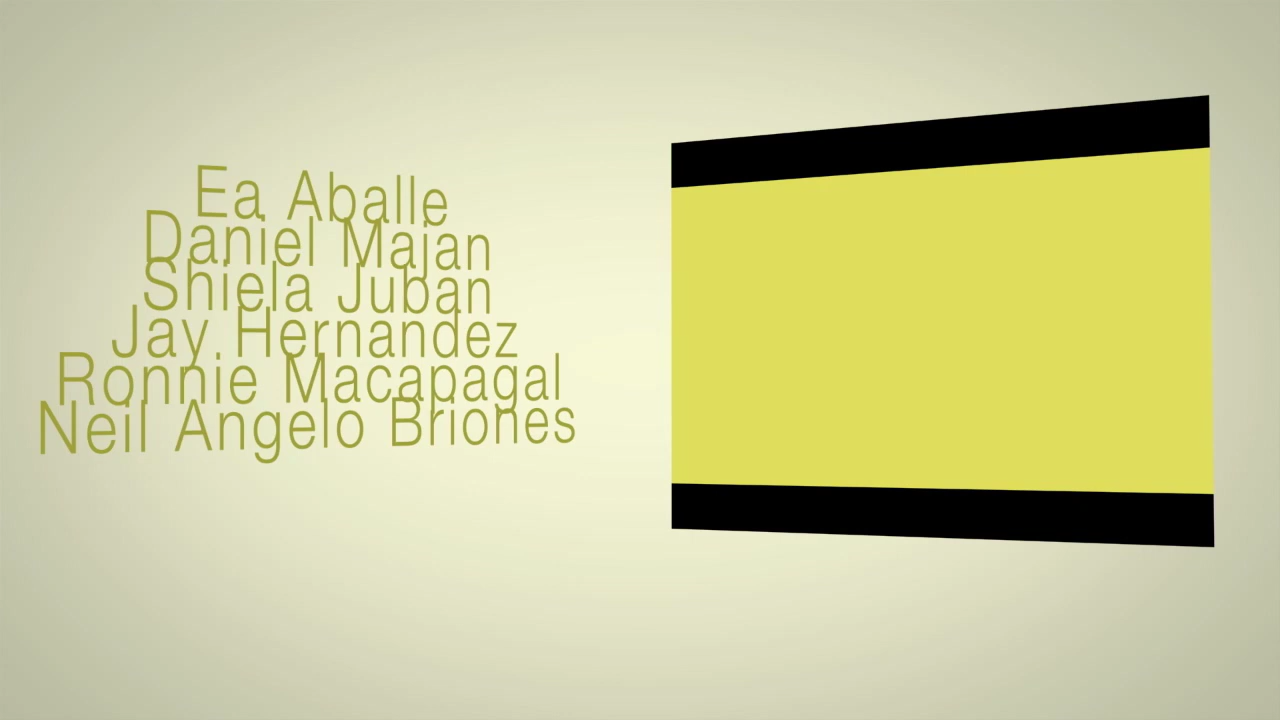 Ea Aballe
Daniel Majan
Shiela Juban
Jay Hernandez
Ronnie Macapagal
Neil Angelo Briones